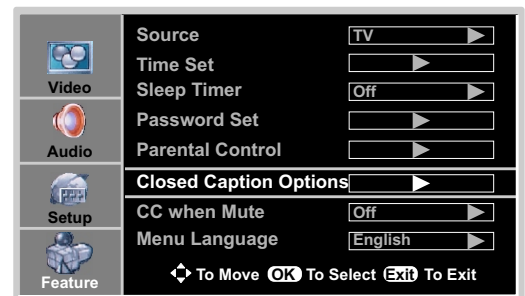 Video
Audio
Setup
Feature
Source TV
Time Set
Sleep Timer Off
Password Set
Parental Control
Closed Caption Options
CC when Mute Off
Menu Language English
To Move OK To Select Exit To Exit